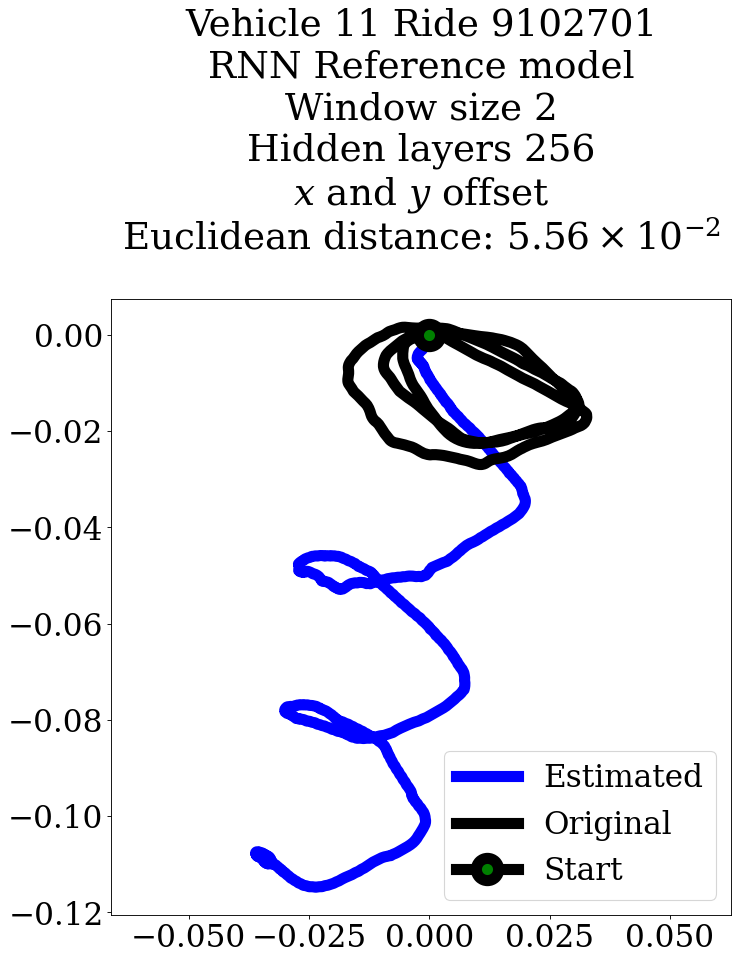 Vehicle 11 Ride 9102701
RNN Reference model
Window size 2
Hidden layers 256
x and y offset
Euclidean distance: 5.56 × 10⁻²
0.00
−0.02
−0.04
−0.06
−0.08
−0.10
−0.12
Estimated
Original
Start
−0.050 −0.025 0.000 0.025 0.050